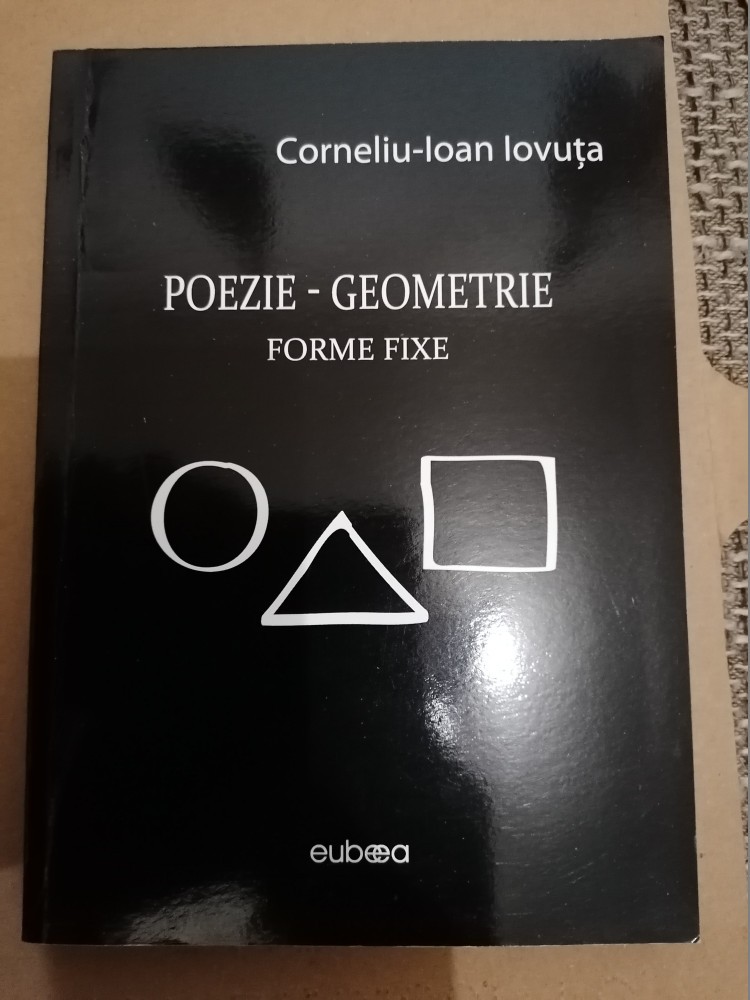 Corneliu-Ioan Iovuța
POEZIE - GEOMETRIE
FORME FIXE
eubeea